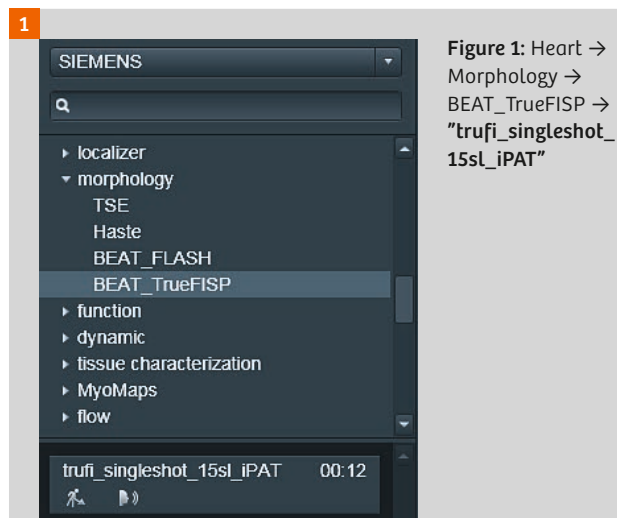 1
SIEMENS
localizer
morphology
TSE
Haste
BEAT_FLASH
BEAT_TrueFISP
function
dynamic
tissue characterization
MyoMaps
flow
trufi_singleshot_15sl_iPAT 00:12
Figure 1: Heart →
Morphology →
BEAT_TrueFISP →
"trufi_singleshot_
15sl_iPAT"